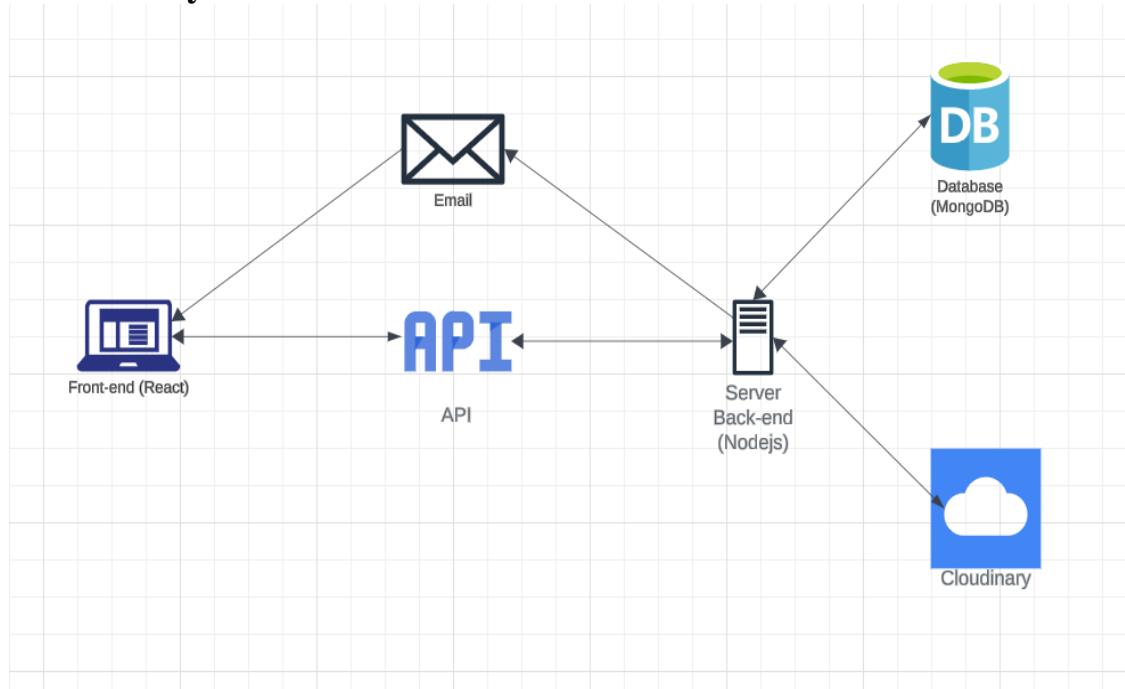 DB
Database
(MongoDB)
Email
API
Front-end (React)
API
Server
Back-end
(Nodejs)
Cloudinary